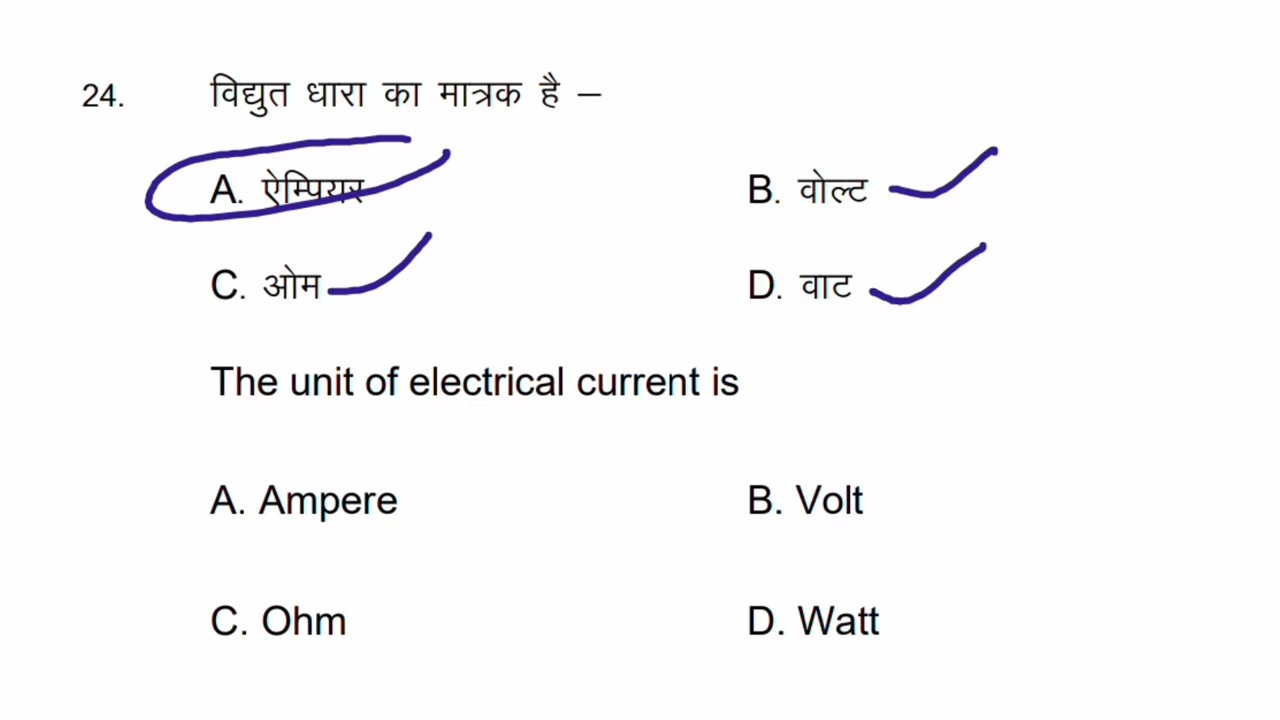 24. विद्युत धारा का मात्रक है –
A. ऐम्पियर B. वोल्ट
C. ओम D. वाट
The unit of electrical current is
A. Ampere B. Volt
C. Ohm D. Watt